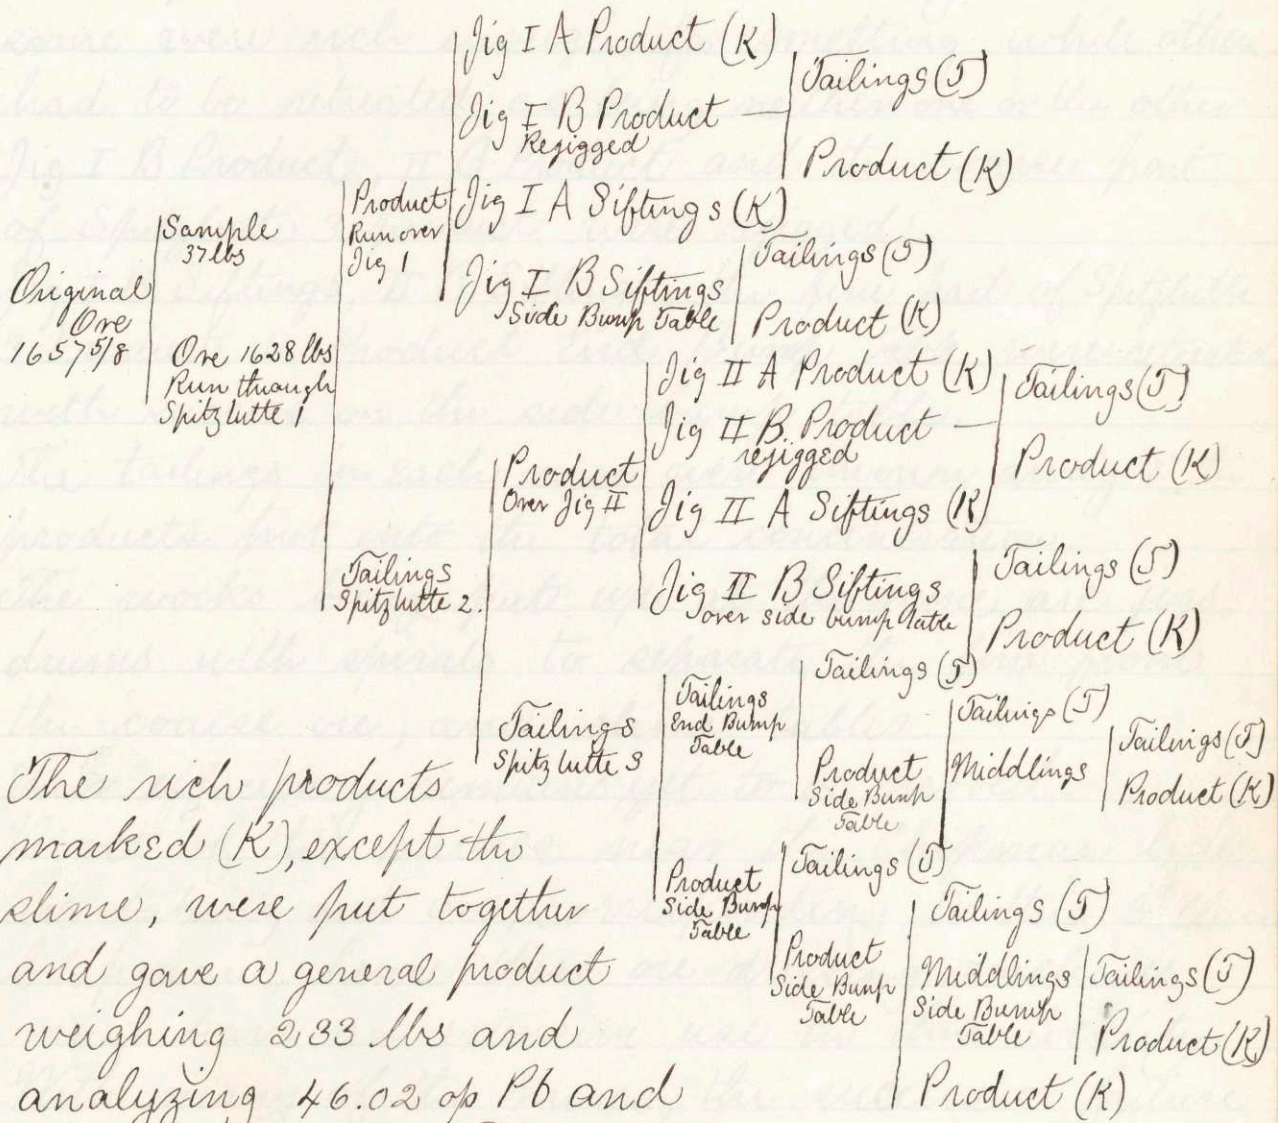 Jig I A Product (K)
Jig I B Product —
Rejigged
Tailings (T)
Product (K)
Jig I A Siftings (K)
Jig I B Siftings
Side Bump Table
Tailings (T)
Product (K)
Product
Run over
Jig 1
Sample
37 lbs
Original
Ore
1657 5/8
Ore 1628 lbs
Run through
Spitzlutte 1
Jig II A Product (K)
Jig II B. Product —
rejigged
Tailings (T)
Product (K)
Product
Over Jig II
Jig II A Siftings (K)
Jig II B Siftings
over side bump table
Tailings (T)
Product (K)
Tailings
Spitzlutte 2.
Tailings
Spitzlutte 3
Tailings
End Bump
Table
Tailings (T)
Product
Side Bump
Table
Tailings (T)
Middlings
Tailings (T)
Product (K)
Product
Side Bump
Table
Tailings (T)
Product
Side Bump
Table
Tailings (T)
Middlings
Side Bump
Table
Tailings (T)
Product (K)
Product (K)
The rich products
marked (K), except the
slime, were put together
and gave a general product
weighing 233 lbs and
analyzing 46.02 % Pb and